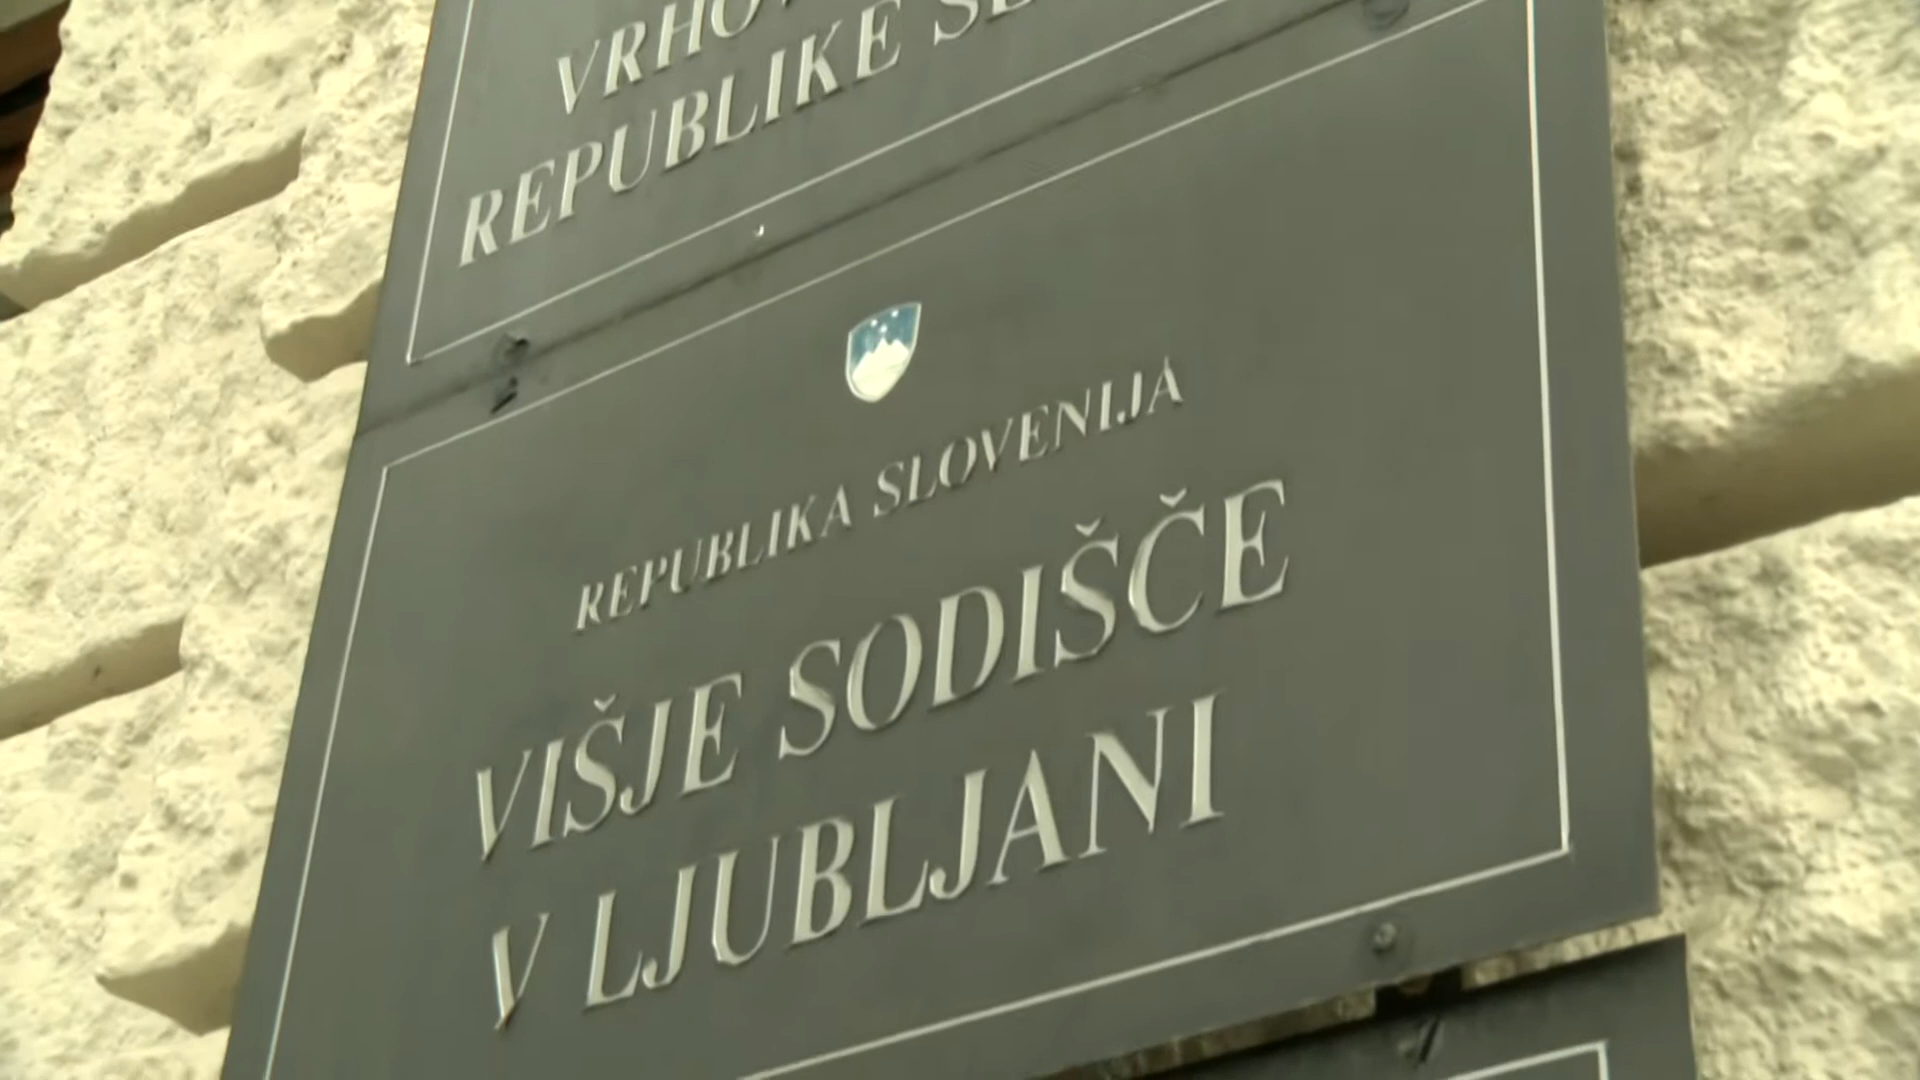 REPUBLIKE
REPUBLIKA SLOVENIJA
VIŠJE SODIŠČE
V LJUBLJANI